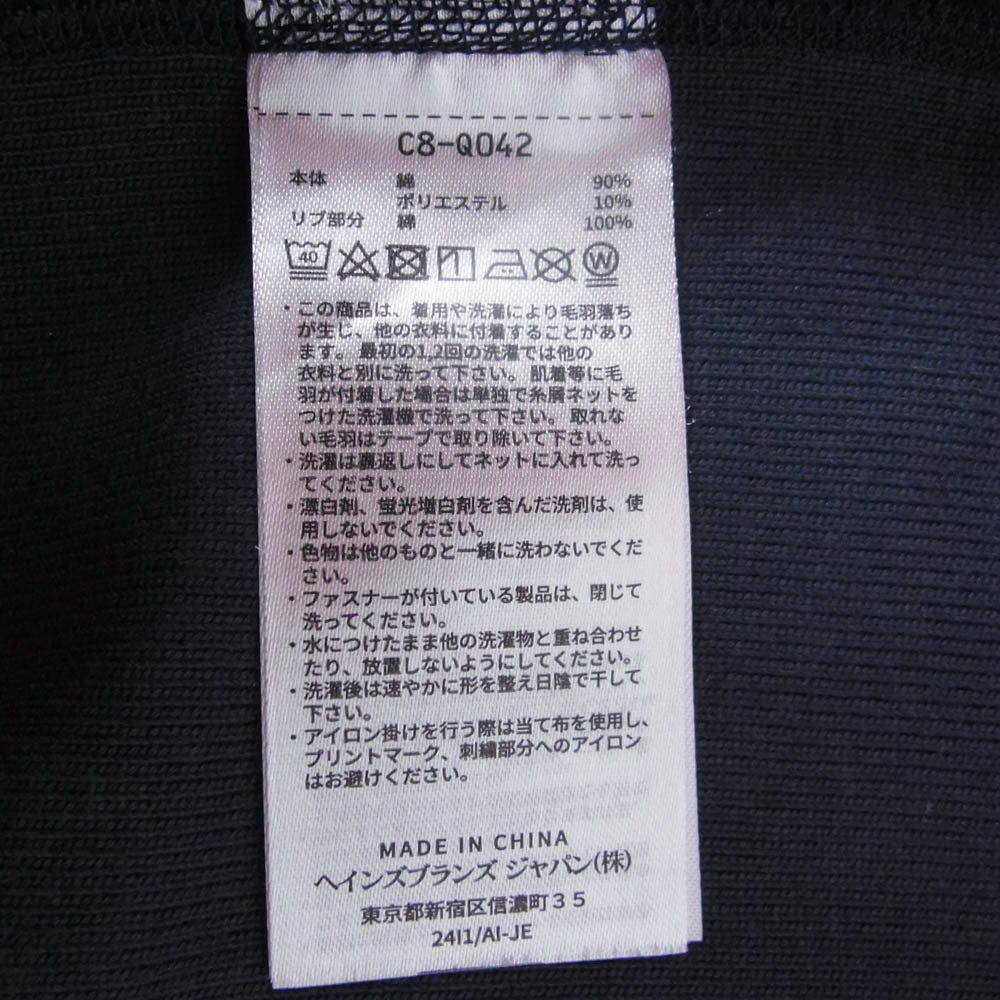 C8-Q042
本体 綿 90%
ポリエステル 10%
リブ部分 綿 100%
40 W
・この商品は、着用や洗濯により毛羽落ち
が生じ、他の衣料に付着することがあり
ます。最初の1,2回の洗濯では他の
衣料と別に洗って下さい。肌着等に毛
羽が付着した場合は単独で糸屑ネットを
つけた洗濯機で洗って下さい。取れな
い毛羽はテープで取り除いて下さい。
・洗濯は裏返しにしてネットに入れて洗っ
てください。
・漂白剤、蛍光増白剤を含んだ洗剤は、使
用しないでください。
・色物は他のものと一緒に洗わないでくだ
さい。
・ファスナーが付いている製品は、閉じて
洗ってください。
・水につけたまま他の洗濯物と重ね合わせ
たり、放置しないようにしてください。
・洗濯後は速やかに形を整え日陰で干して
下さい。
・アイロン掛けを行う際は当て布を使用し、
プリントマーク、刺繍部分へのアイロン
はお避けください。
MADE IN CHINA
ヘインズブランズ ジャパン(株)
東京都新宿区信濃町35
24I1/AI-JE